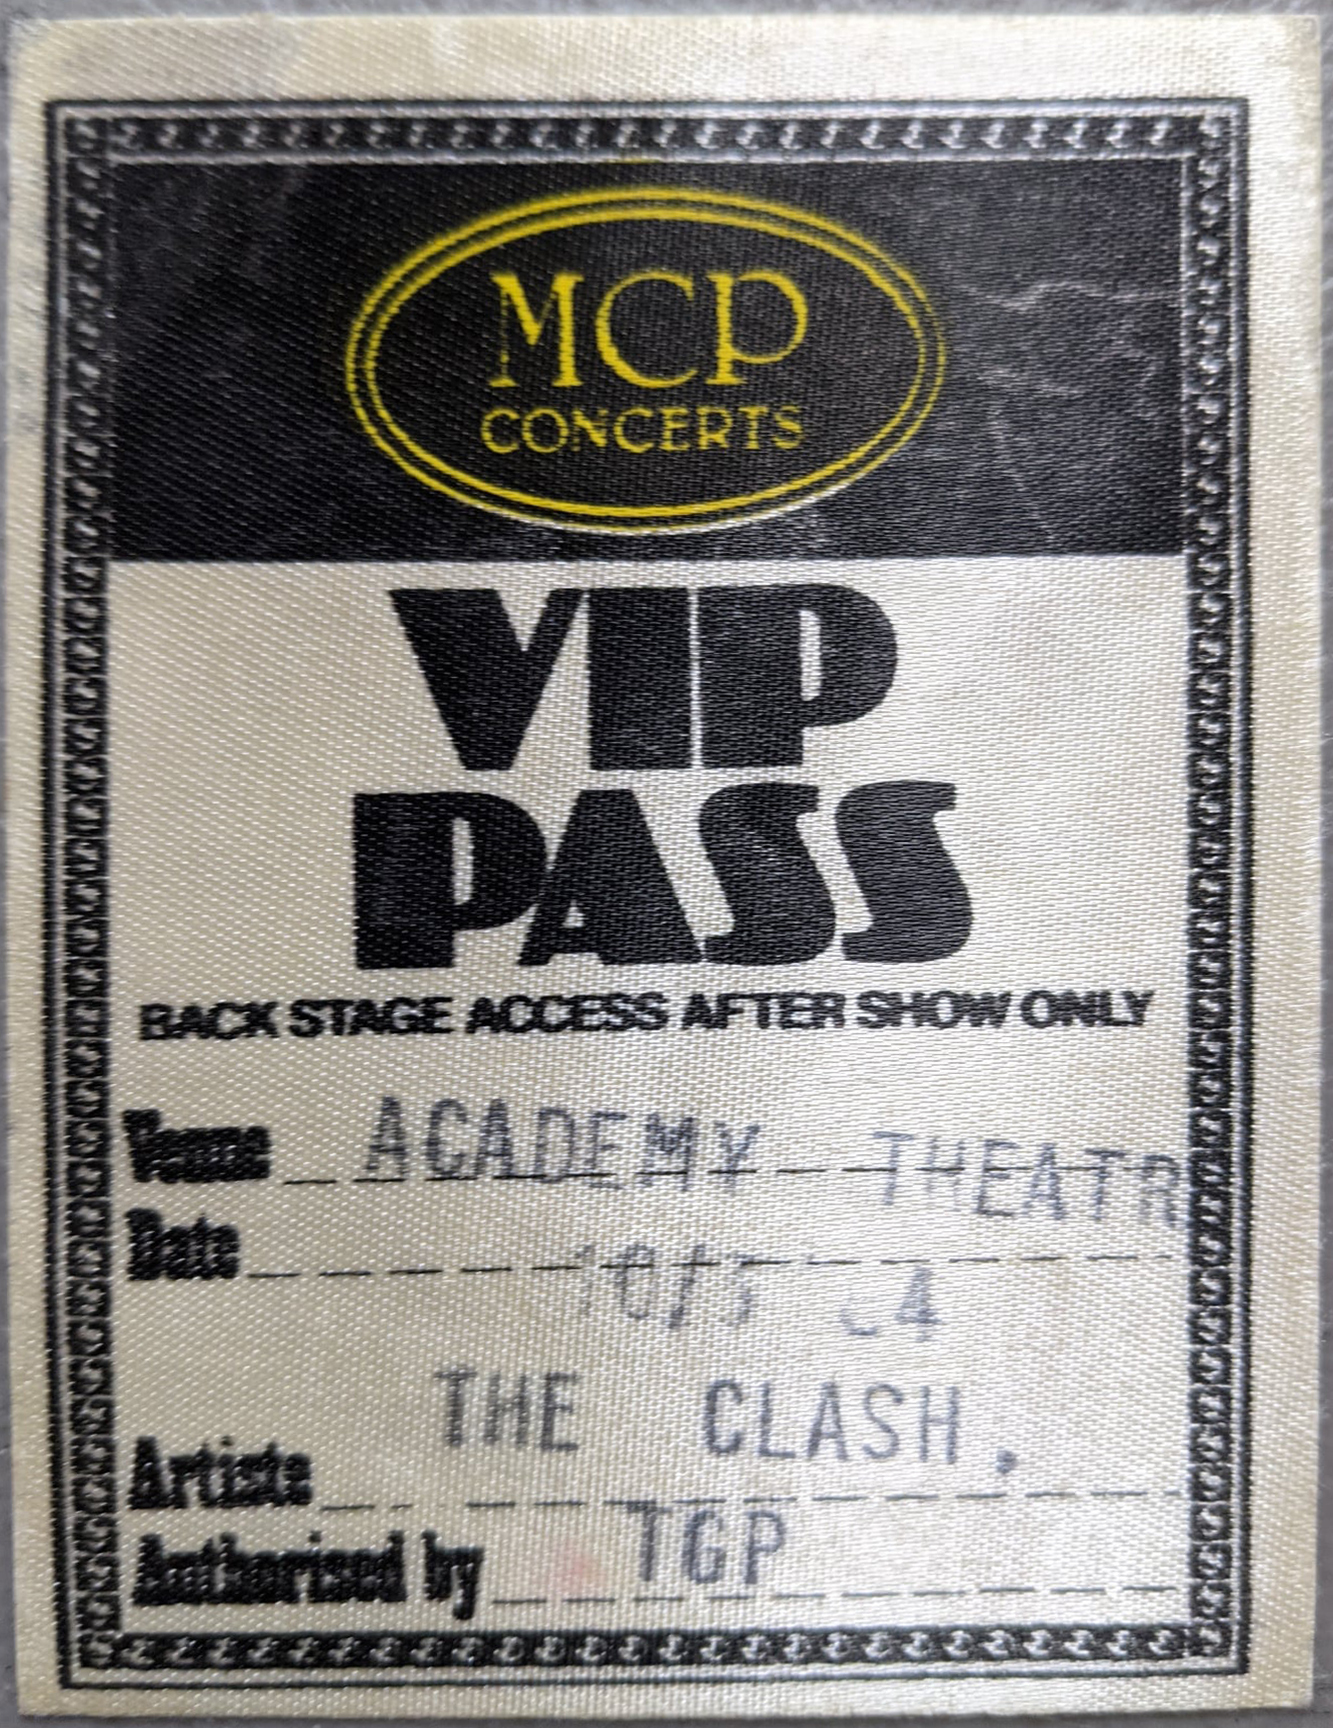 MCP
CONCERTS
VIP
PASS
BACK STAGE ACCESS AFTER SHOW ONLY
Venue ACADEMY THEATR
Date
THE CLASH.
Artiste
Authorised by TGP